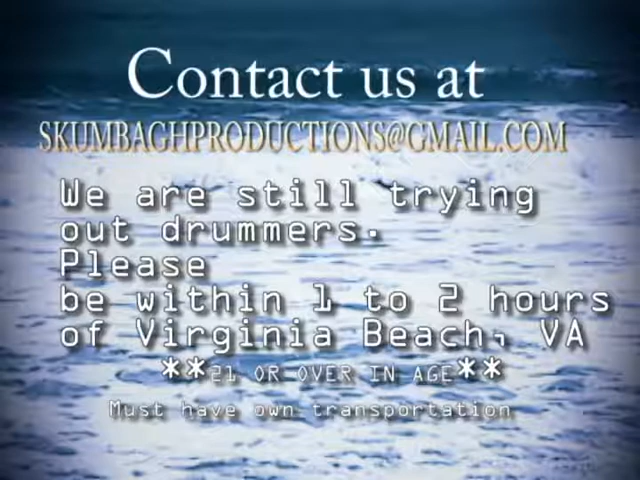 Contact us at
SKUMBAGHPRODUCTIONS@GMAIL.COM
We are still trying
out drummers.
Please
be within 1 to 2 hours
of Virginia Beach, VA
**21 OR OVER IN AGE**
Must have own transportation